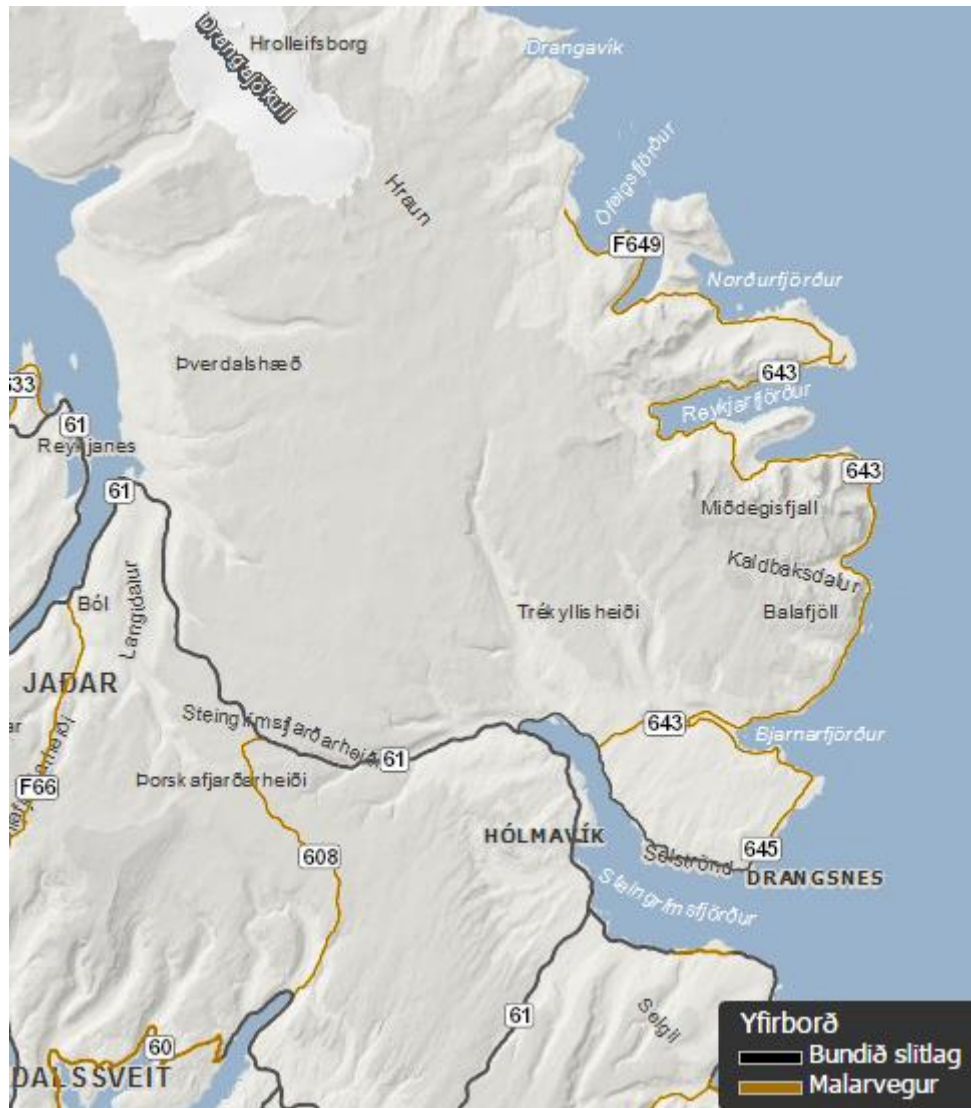 Hrolleifsborg
Drangajökull
Drangavík
Hraun
Ófeigsfjörður
F649
Norðurfjörður
Þverdalshæð
643
Reykjarfjörður
633
61
Reykjanes
643
61
Miðdegisfjall
Kaldbaksdalur
Ból
Langidalur
Trékyllisheiði
Balafjöll
JAÐAR
Steingrímsfjarðarheiði
643
Bjarnarfjörður
61
Þorskafjarðarheiði
F66
HÓLMAVÍK
608
645
Selströnd
DRANGSNES
Steingrímsfjörður
61
Selgil
60
DALSSVEIT
Yfirborð
Bundið slitlag
Malarvegur